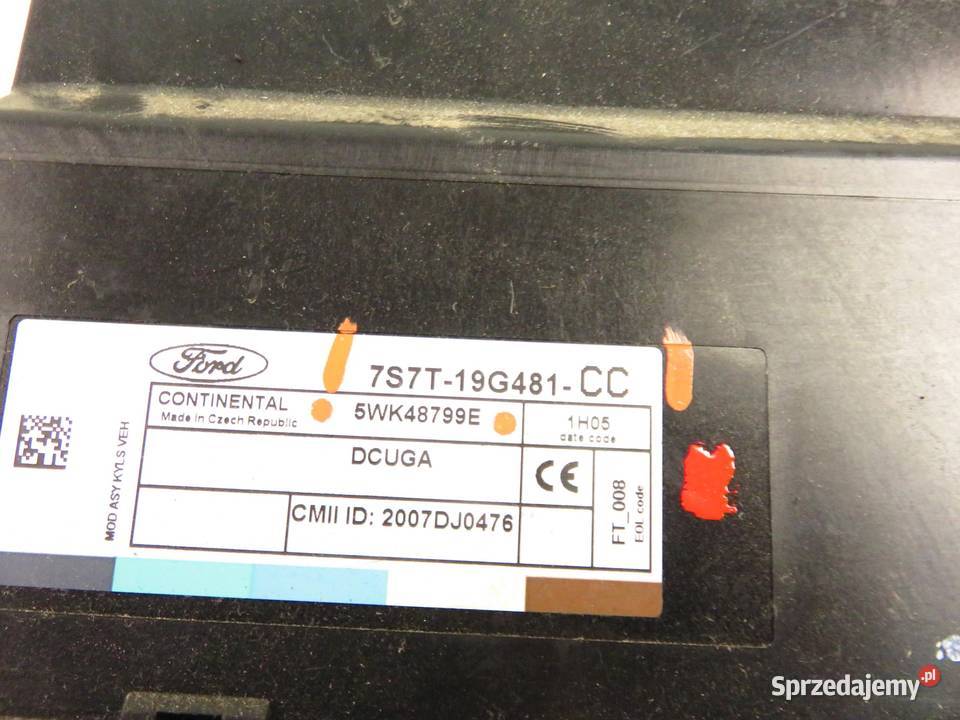 Ford
7S7T-19G481-CC
CONTINENTAL
Made in Czech Republic
5WK48799E
1H05
date code
DCUGA
CE
CMII ID: 2007DJ0476
FT_008
EOL code
MOD ASY KYLS VEH
Sprzedajemy.pl